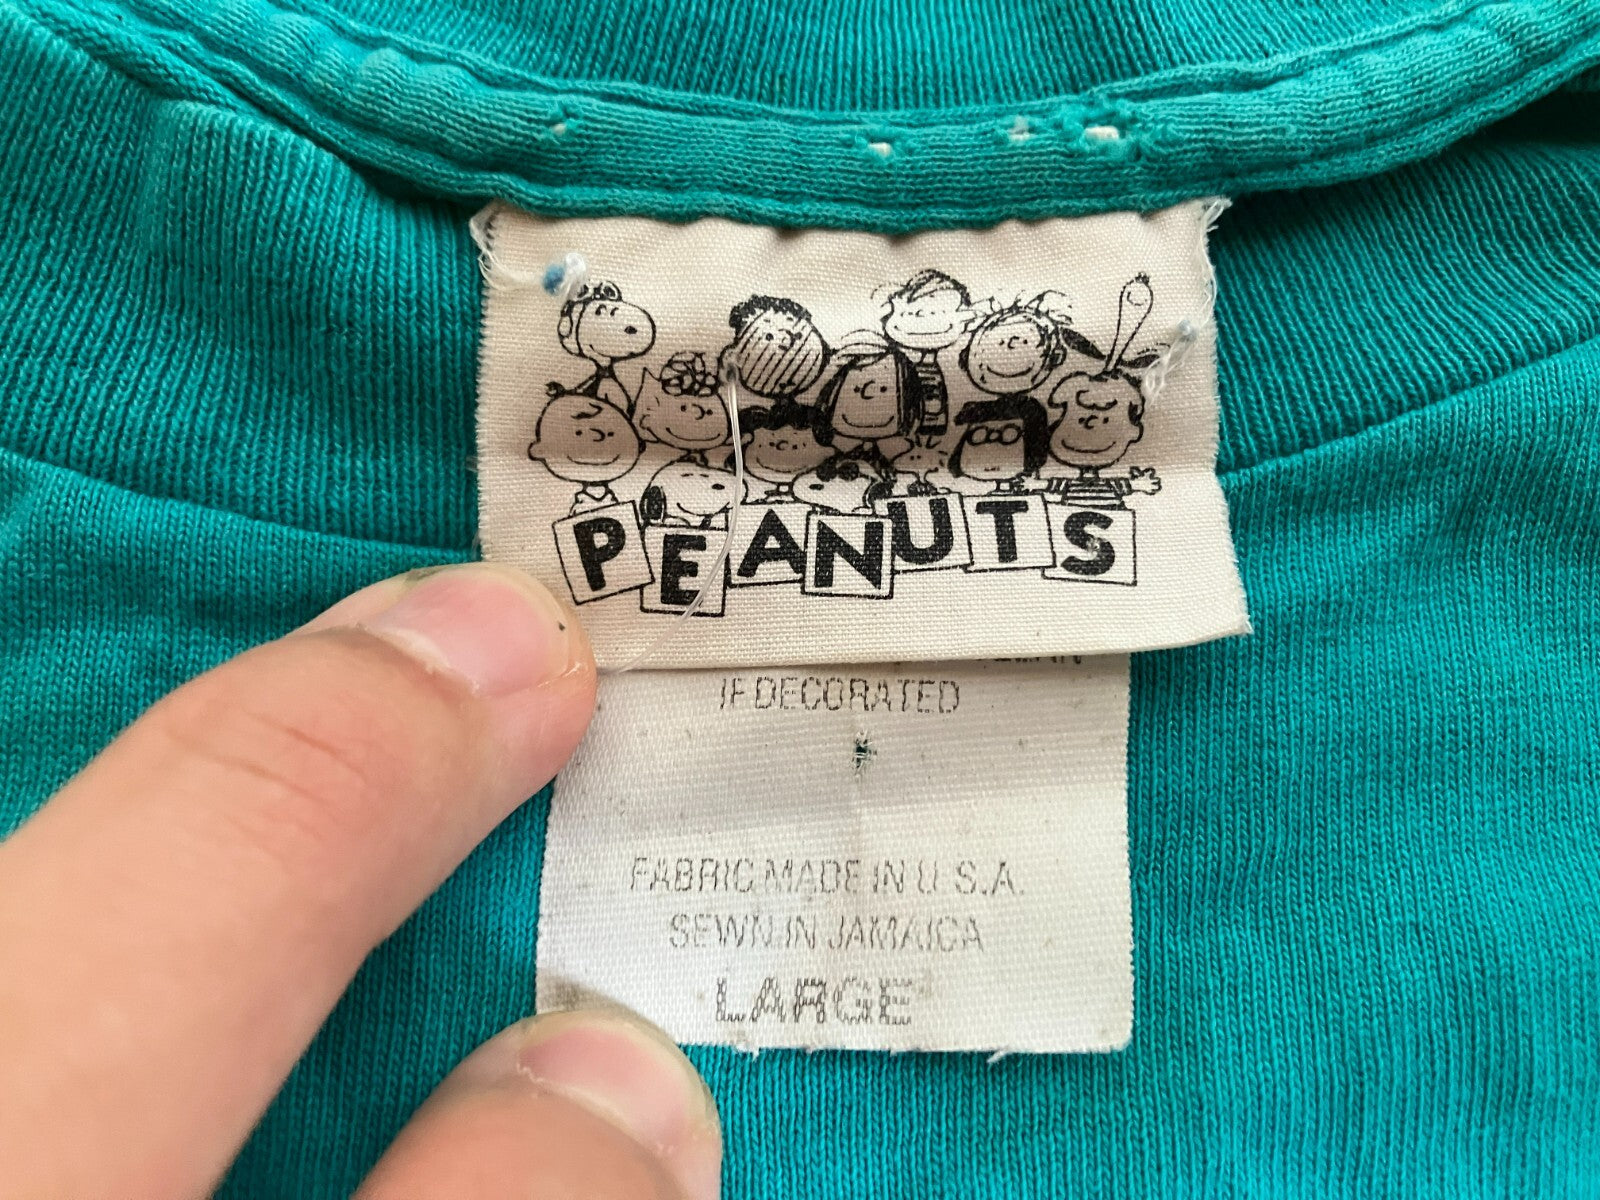 PEANUTS
IF DECORATED
FABRIC MADE IN U.S.A.
SEWN IN JAMAICA
LARGE